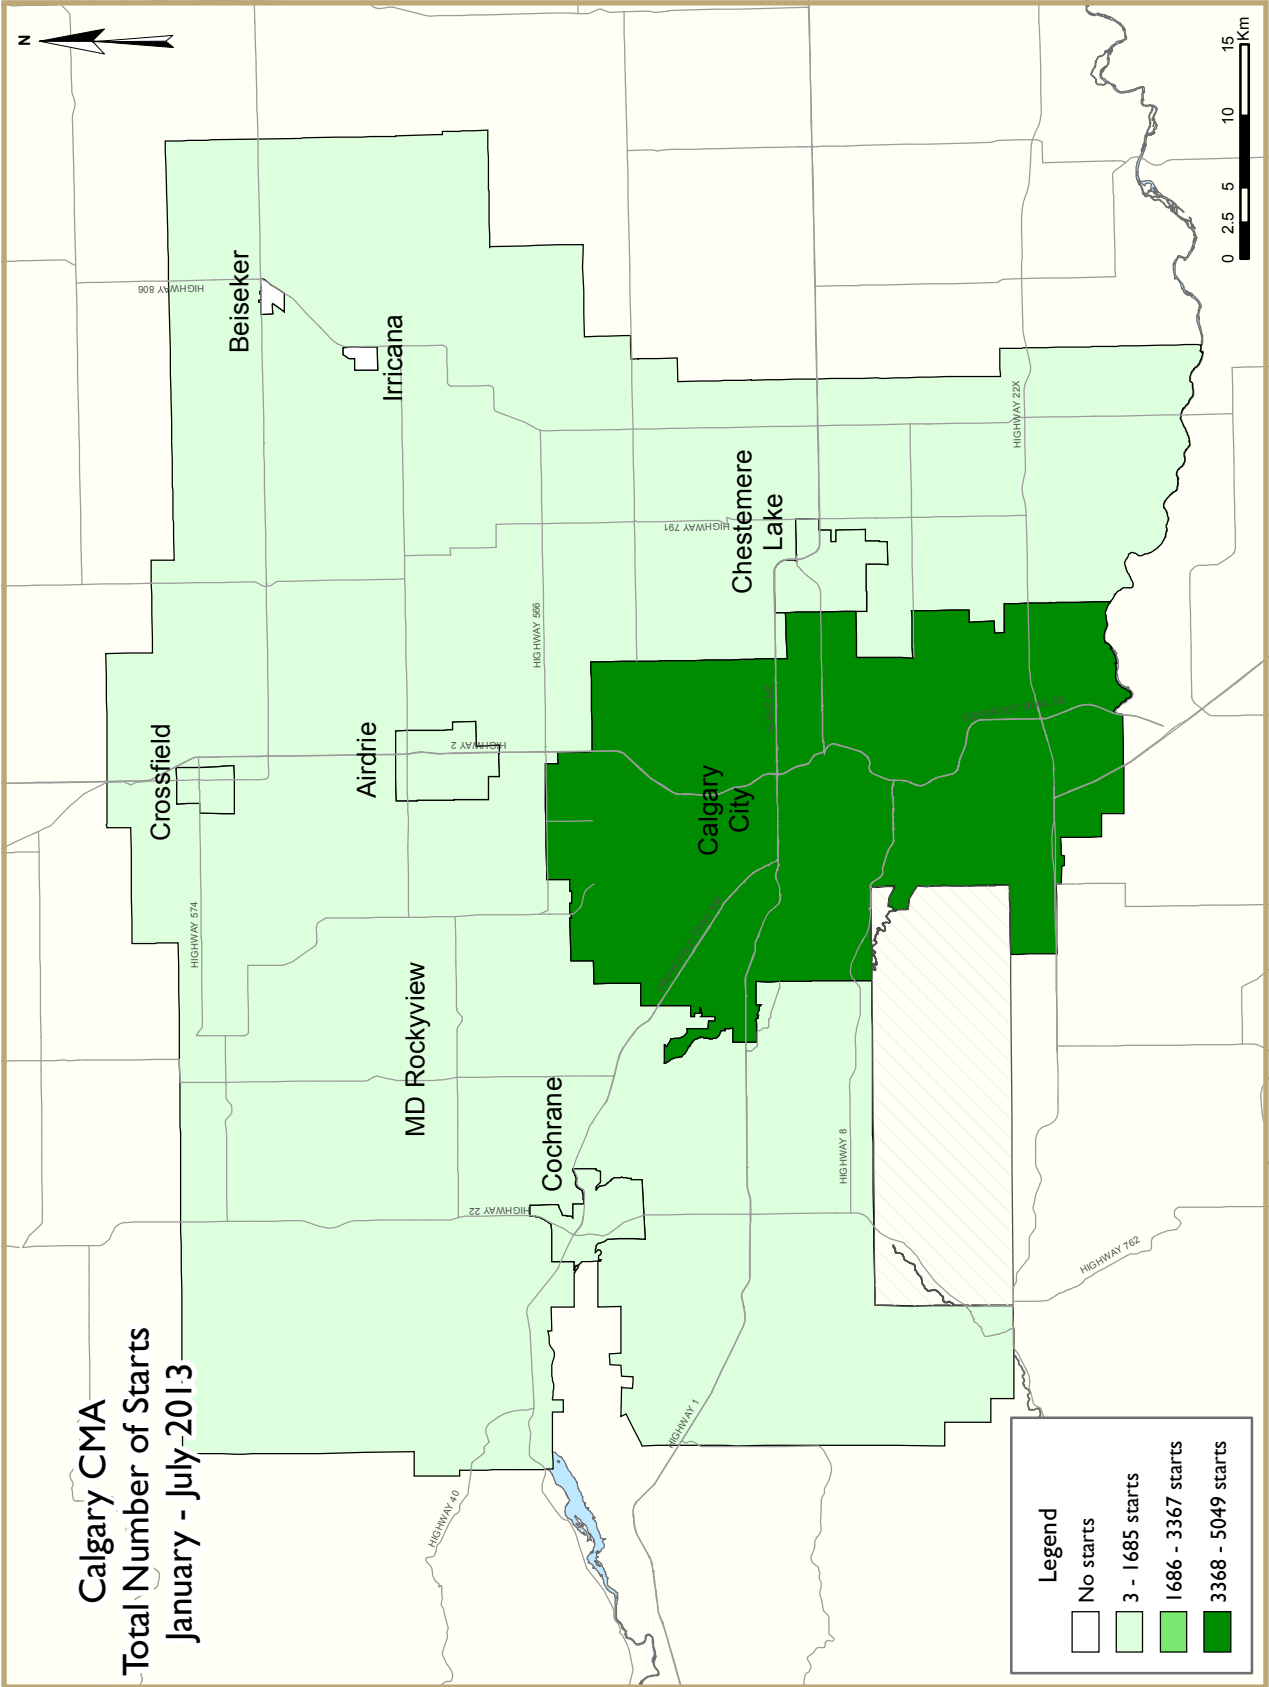 Calgary CMA
Total Number of Starts
January - July 2013
N
Crossfield
Beiseker
Irricana
Airdrie
MD Rockyview
Cochrane
Calgary
City
Chestemere
Lake
HIGHWAY 806
HIGHWAY 574
HIGHWAY 2
HIGHWAY 566
HIGHWAY 791
HIGHWAY 22
HIGHWAY 40
HIGHWAY 1
HIGHWAY 8
HIGHWAY 22X
HIGHWAY 762
Legend
No starts
3 - 1685 starts
1686 - 3367 starts
3368 - 5049 starts
0 2.5 5 10 15
Km